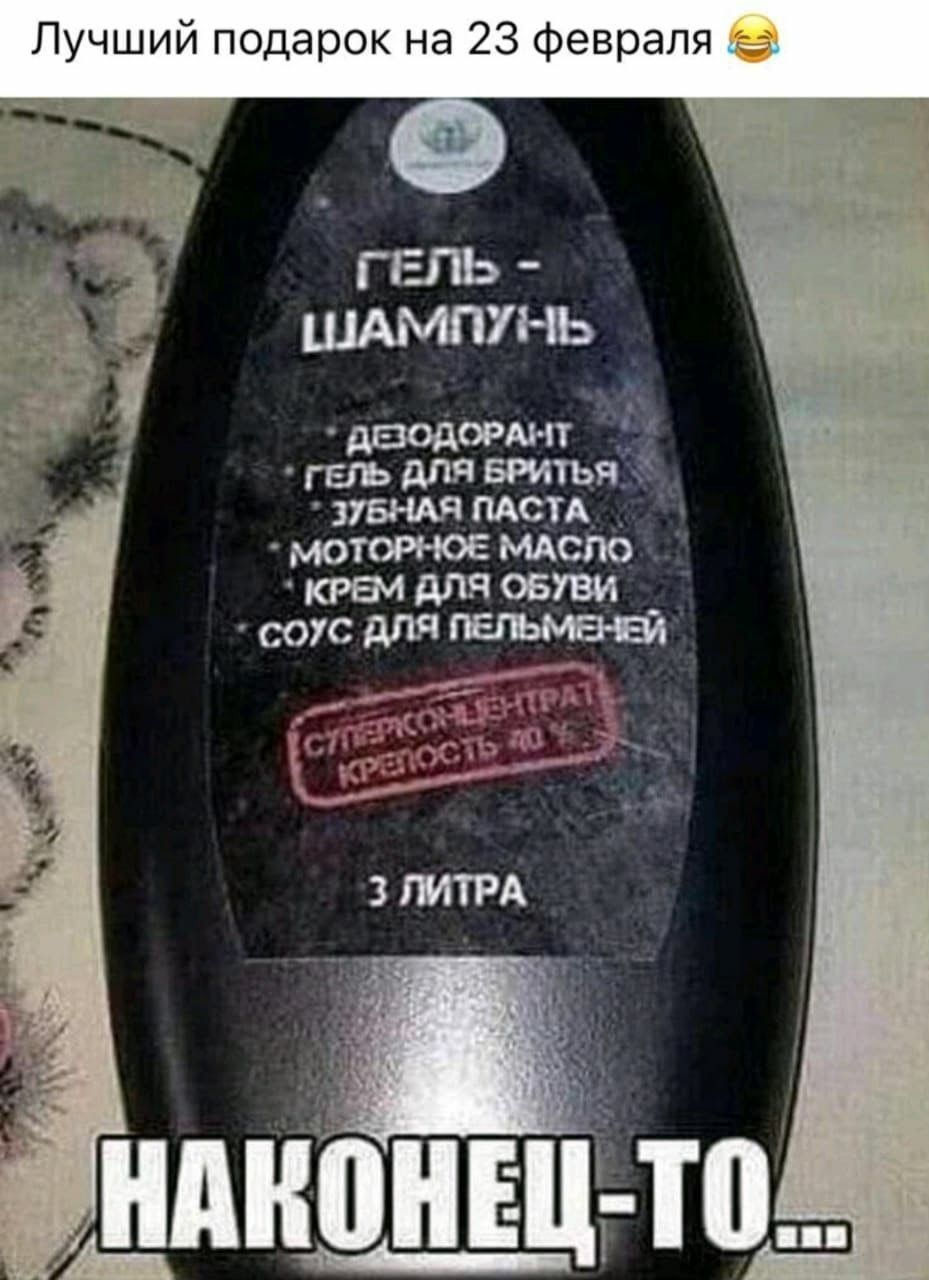 Лучший подарок на 23 февраля 😂
ГЕЛЬ -
ШАМПУНЬ
* ДЕЗОДОРАНТ
* ГЕЛЬ ДЛЯ БРИТЬЯ
* ЗУБНАЯ ПАСТА
* МОТОРНОЕ МАСЛО
* КРЕМ ДЛЯ ОБУВИ
* СОУС ДЛЯ ПЕЛЬМЕНЕЙ
СУПЕРКОНЦЕНТРАТ
КРЕПОСТЬ 40 %
3 ЛИТРА
НАКОНЕЦ-ТО...